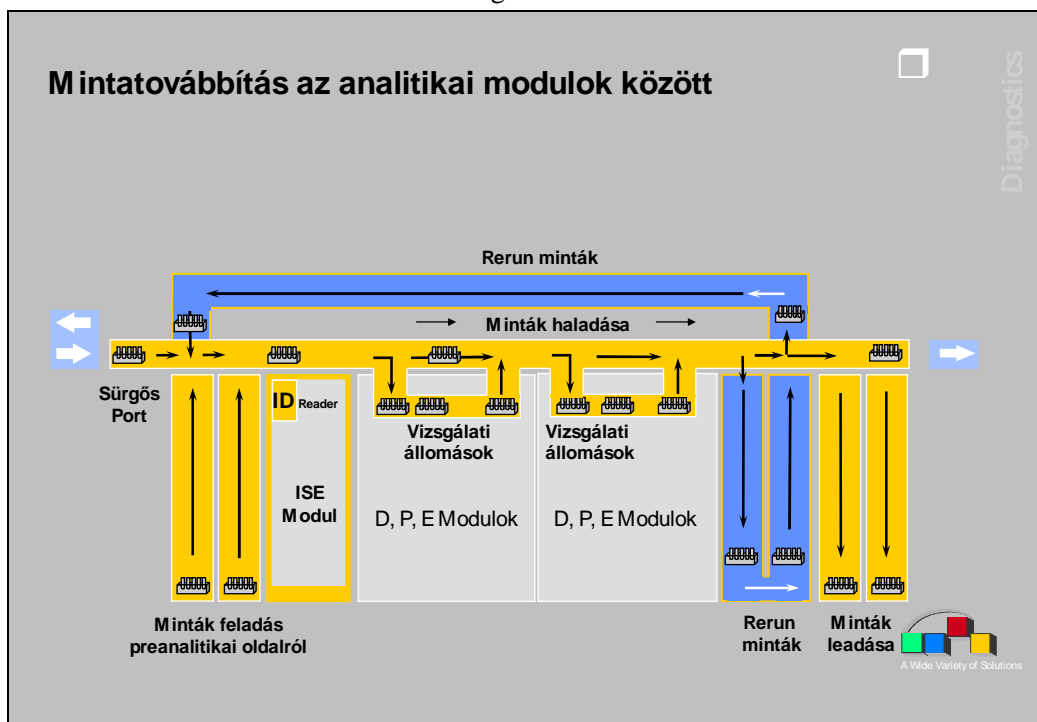 Mintatovábbítás az analitikai modulok között
Diagnostics
Rerun minták
Minták haladása
Sürgős
Port
ID Reader
ISE
Modul
Vizsgálati
állomások
D, P, E Modulok
Vizsgálati
állomások
D, P, E Modulok
Minták feladás
preanalitikai oldalról
Rerun
minták
Minták
leadása
A Wide Variety of Solutions